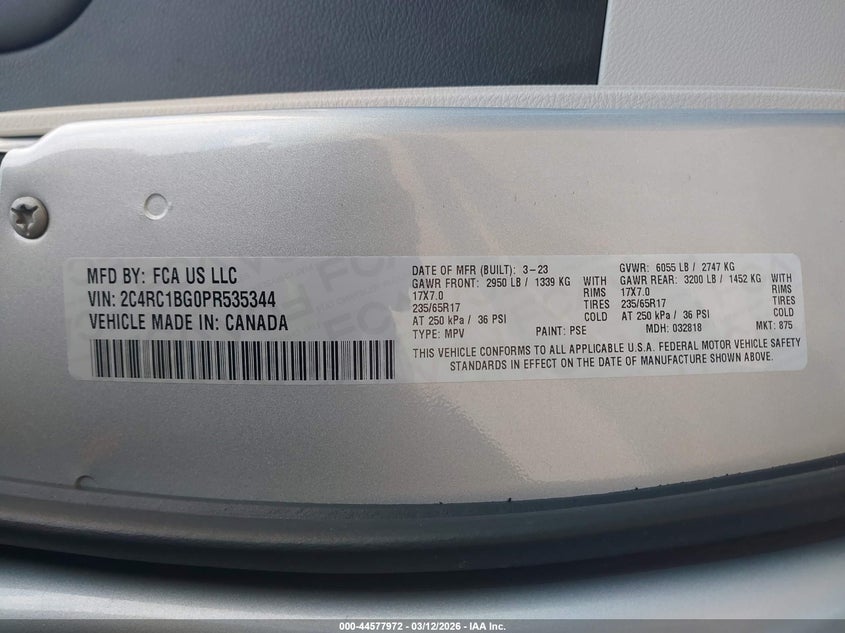 MFD BY: FCA US LLC
VIN: 2C4RC1BG0PR535344
VEHICLE MADE IN: CANADA
DATE OF MFR (BUILT): 3-23
GVWR: 6055 LB / 2747 KG
GAWR FRONT: 2950 LB / 1339 KG
GAWR REAR: 3200 LB / 1452 KG
17X7.0 RIMS
17X7.0 RIMS
235/65R17
235/65R17
AT 250 kPa / 36 PSI COLD
AT 250 kPa / 36 PSI COLD
TYPE: MPV PAINT: PSE MDH: 032818 MKT: 875
THIS VEHICLE CONFORMS TO ALL APPLICABLE U.S.A. FEDERAL MOTOR VEHICLE SAFETY
STANDARDS IN EFFECT ON THE DATE OF MANUFACTURE SHOWN ABOVE.
000-44577972 - 03/12/2026 - IAA Inc.